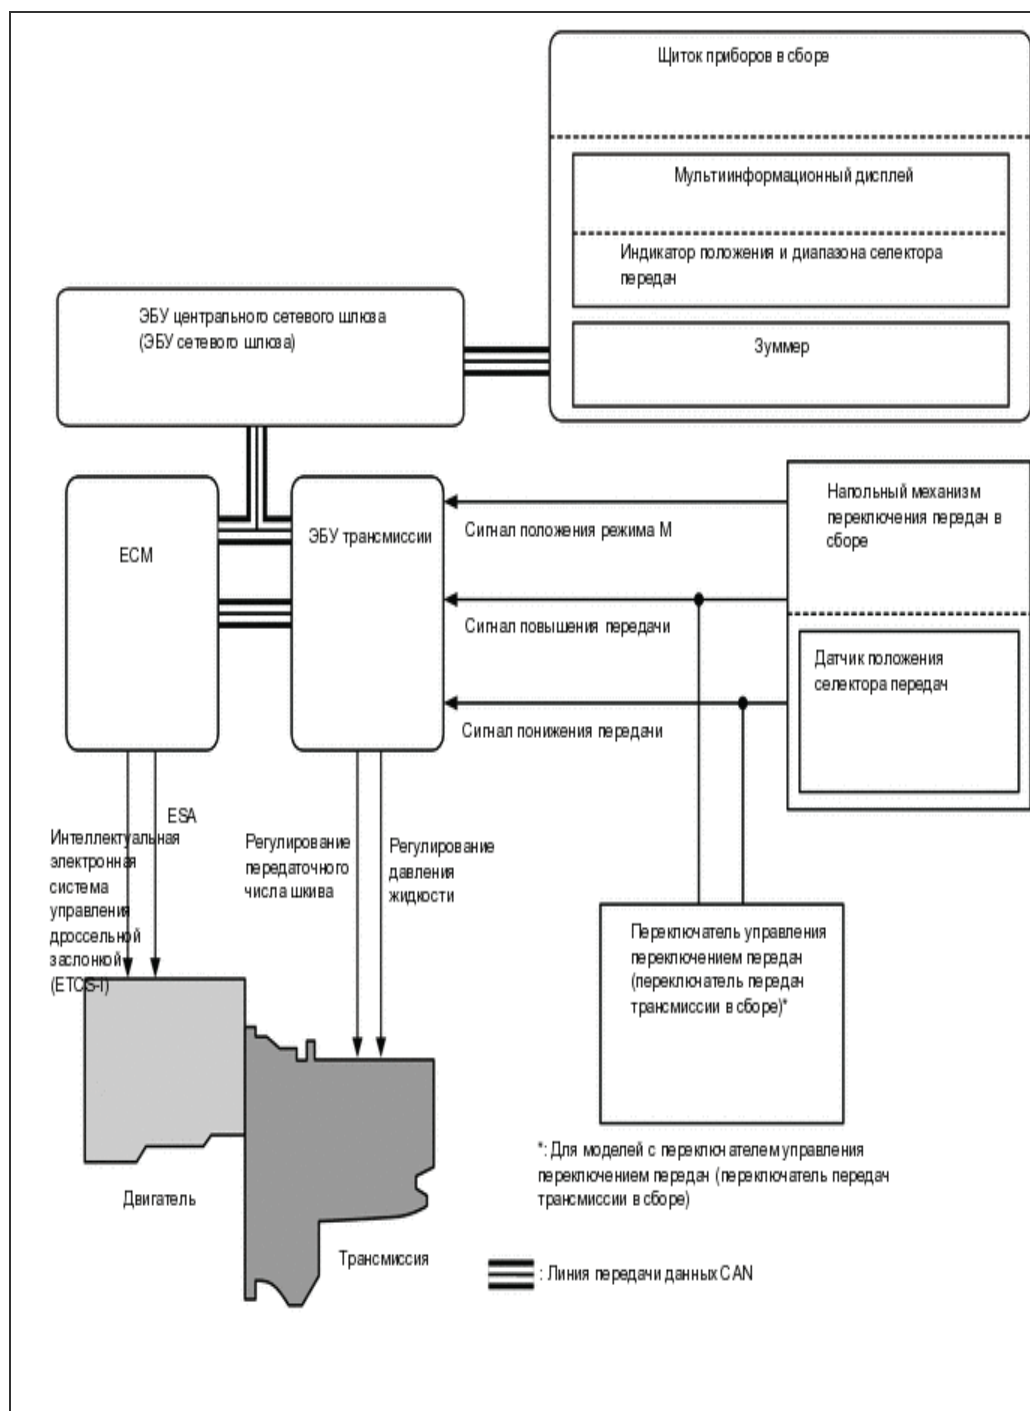 Щиток приборов в сборе
Мультиинформационный дисплей
Индикатор положения и диапазона селектора
передач
Зуммер
ЭБУ центрального сетевого шлюза
(ЭБУ сетевого шлюза)
ECM
ЭБУ трансмиссии
Сигнал положения режима М
Сигнал повышения передачи
Сигнал понижения передачи
Напольный механизм
переключения передач в
сборе
Датчик положения
селектора передач
ESA
Интеллектуальная
электронная
система
управления
дроссельной
заслонкой
(ETCS-i)
Регулирование
передаточного
числа шкива
Регулирование
давления
жидкости
Переключатель управления
переключением передач
(переключатель передач
трансмиссии в сборе)*
*: Для моделей с переключателем управления
переключением передач (переключатель передач
трансмиссии в сборе)
Двигатель
Трансмиссия
: Линия передачи данных CAN